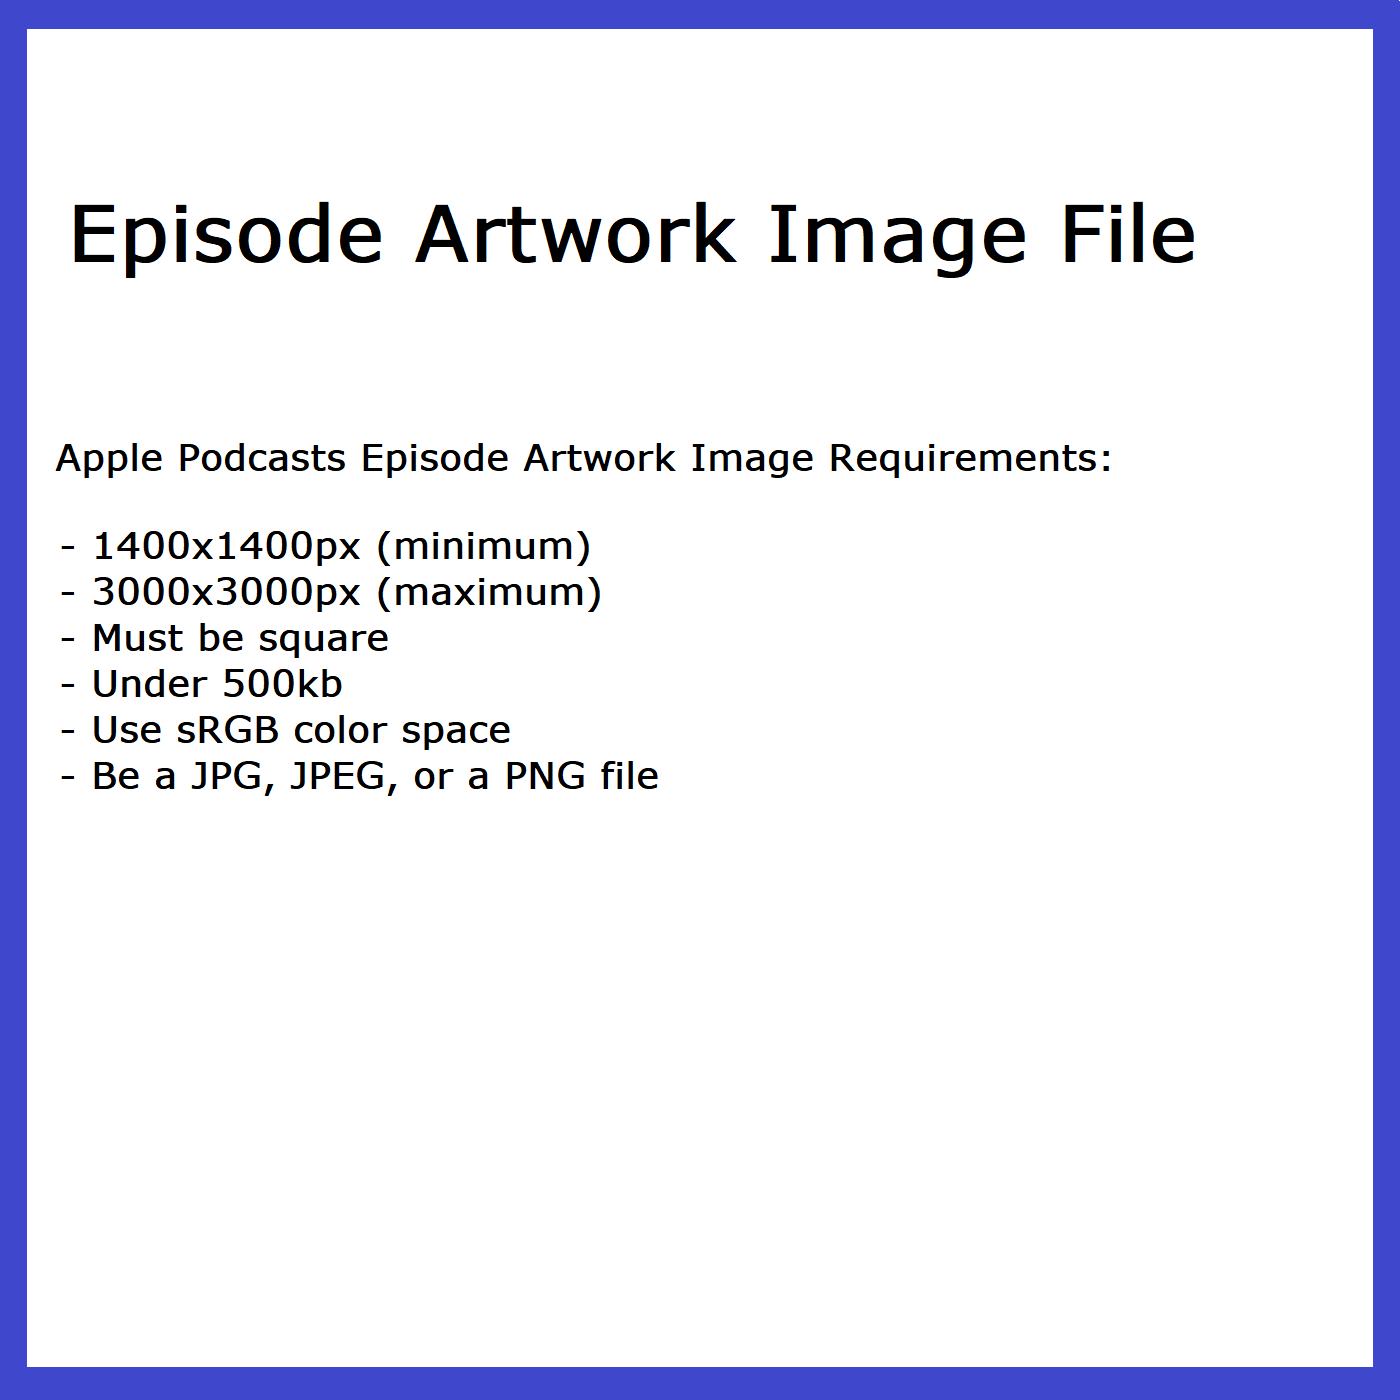 Episode Artwork Image File
Apple Podcasts Episode Artwork Image Requirements:
- 1400x1400px (minimum)
- 3000x3000px (maximum)
- Must be square
- Under 500kb
- Use sRGB color space
- Be a JPG, JPEG, or a PNG file